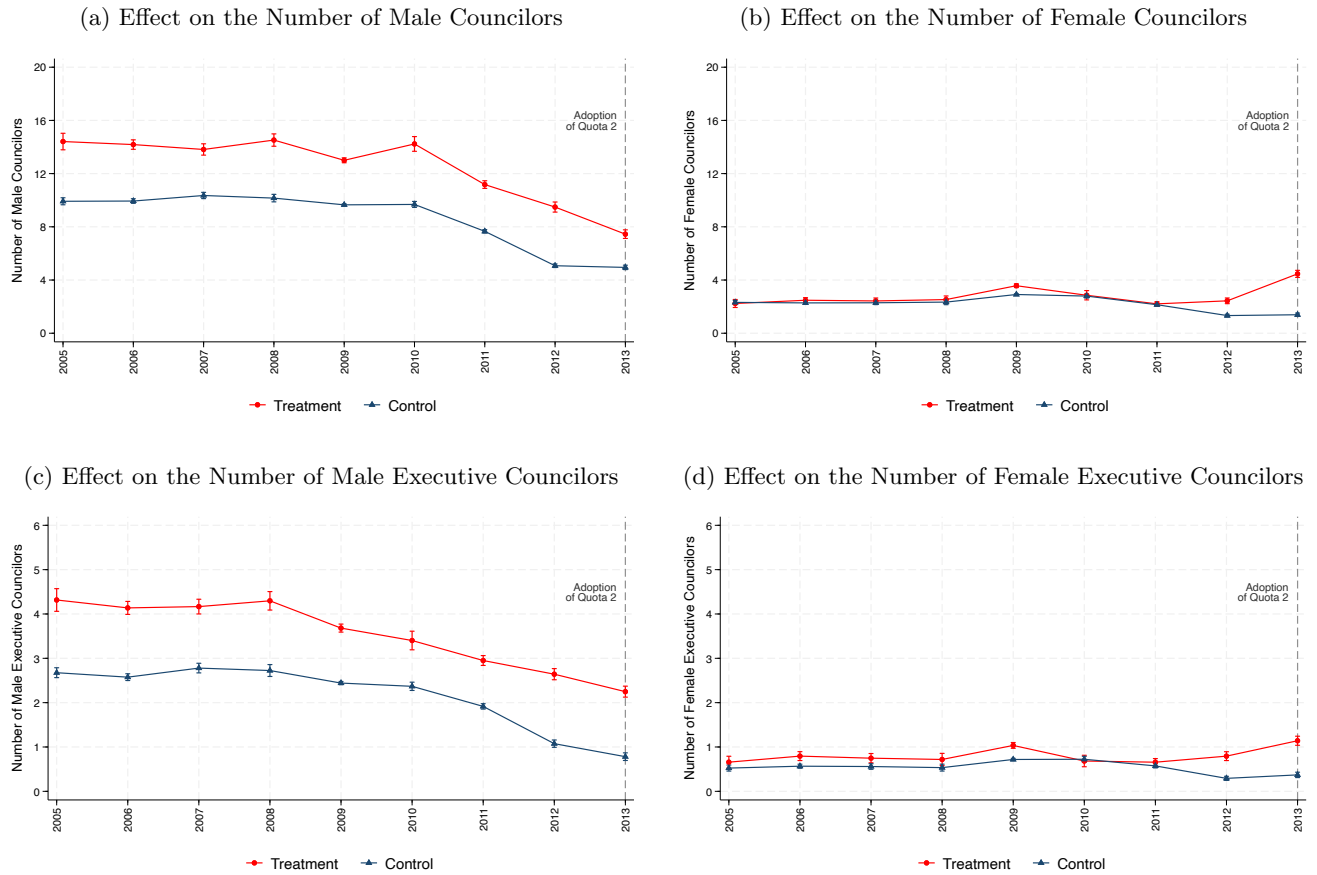 (a) Effect on the Number of Male Councilors
Number of Male Councilors
20
16
12
8
4
0
Adoption
of Quota 2
2005
2006
2007
2008
2009
2010
2011
2012
2013
Treatment
Control
(b) Effect on the Number of Female Councilors
Number of Female Councilors
20
16
12
8
4
0
Adoption
of Quota 2
2005
2006
2007
2008
2009
2010
2011
2012
2013
Treatment
Control
(c) Effect on the Number of Male Executive Councilors
Number of Male Executive Councilors
6
5
4
3
2
1
0
Adoption
of Quota 2
2005
2006
2007
2008
2009
2010
2011
2012
2013
Treatment
Control
(d) Effect on the Number of Female Executive Councilors
Number of Female Executive Councilors
6
5
4
3
2
1
0
Adoption
of Quota 2
2005
2006
2007
2008
2009
2010
2011
2012
2013
Treatment
Control